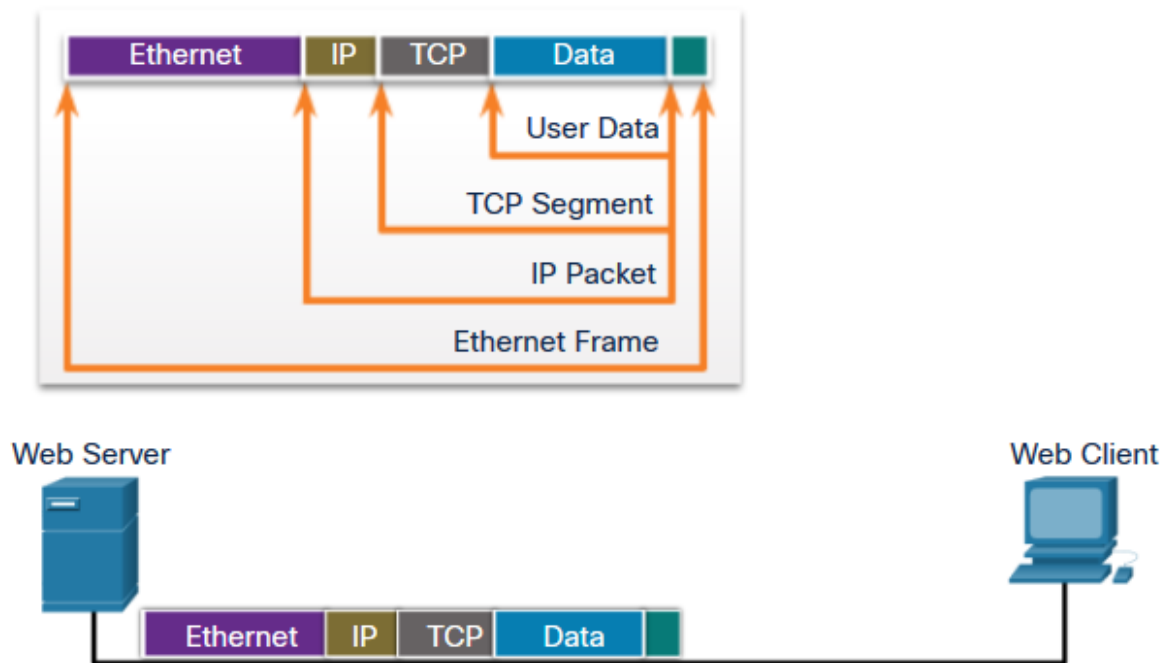 Ethernet IP TCP Data
User Data
TCP Segment
IP Packet
Ethernet Frame
Web Server
Web Client
Ethernet IP TCP Data